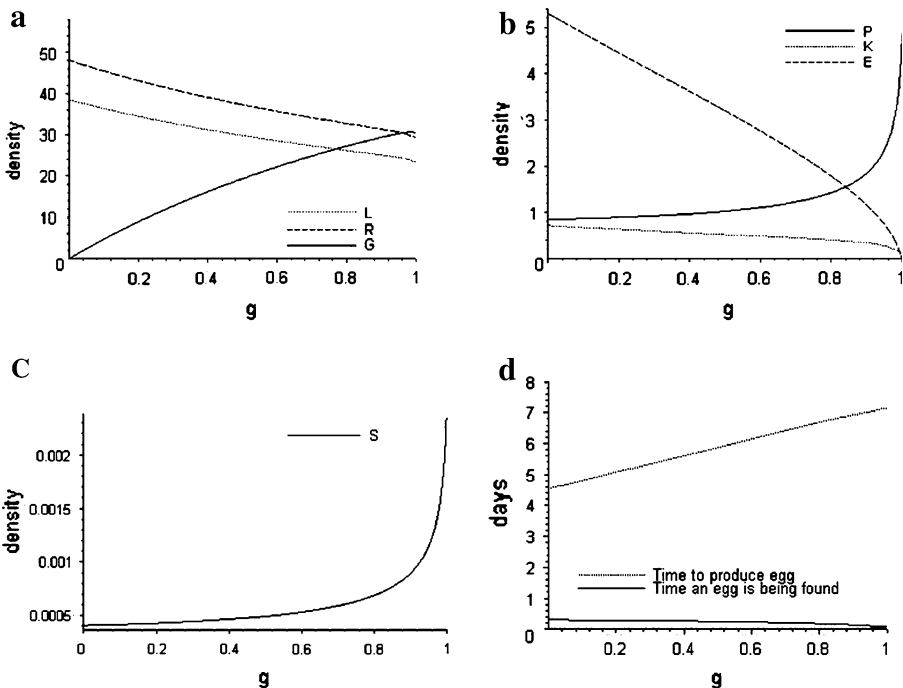 a
density
50
40
30
20
10
0
0.2
0.4
0.6
0.8
1
g
L
R
G
b
density
5
4
3
2
1
0
0.2
0.4
0.6
0.8
1
g
P
K
E
C
density
0.002
0.0015
0.001
0.0005
0
0.2
0.4
0.6
0.8
1
g
S
d
days
8
7
6
5
4
3
2
1
0
0.2
0.4
0.6
0.8
1
g
Time to produce egg
Time an egg is being found